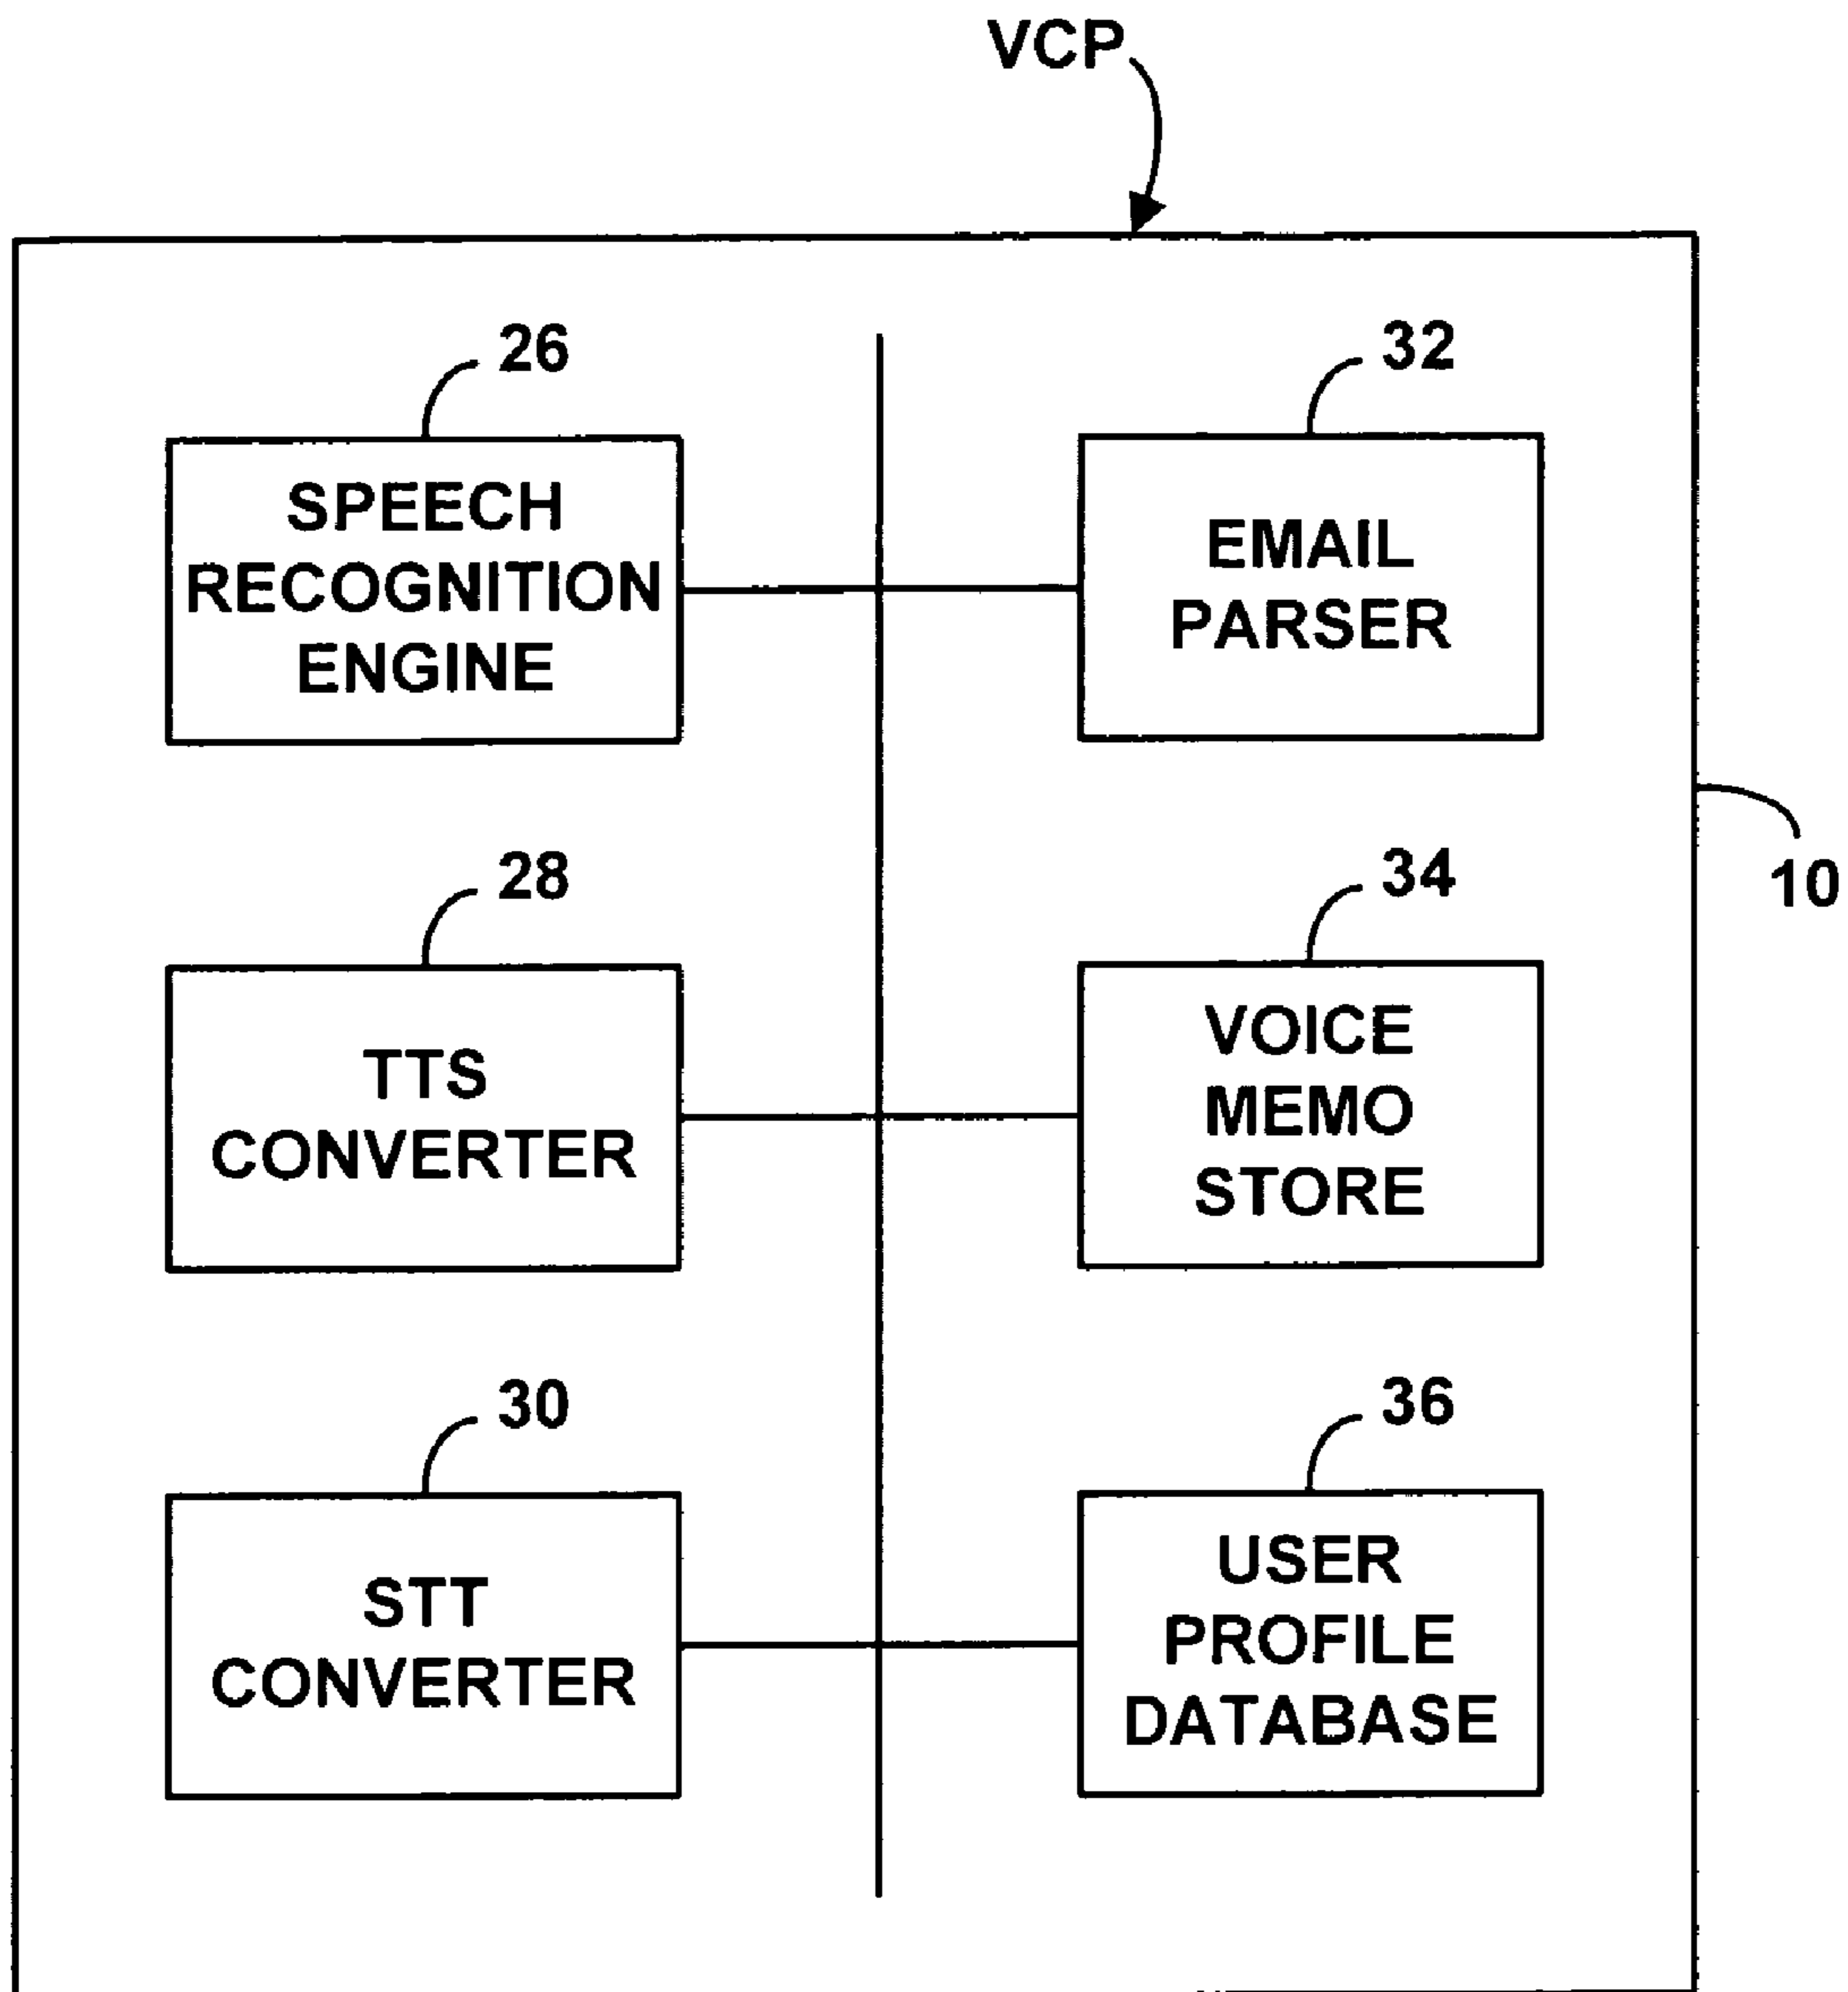 VCP
26
SPEECH
RECOGNITION
ENGINE
32
EMAIL
PARSER
10
28
TTS
CONVERTER
34
VOICE
MEMO
STORE
30
STT
CONVERTER
36
USER
PROFILE
DATABASE